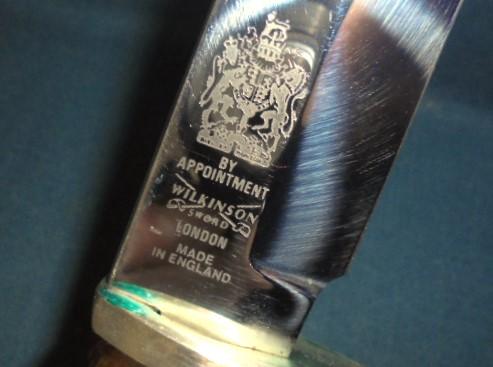 BY
APPOINTMENT
WILKINSON
SWORD
LONDON
MADE
IN ENGLAND